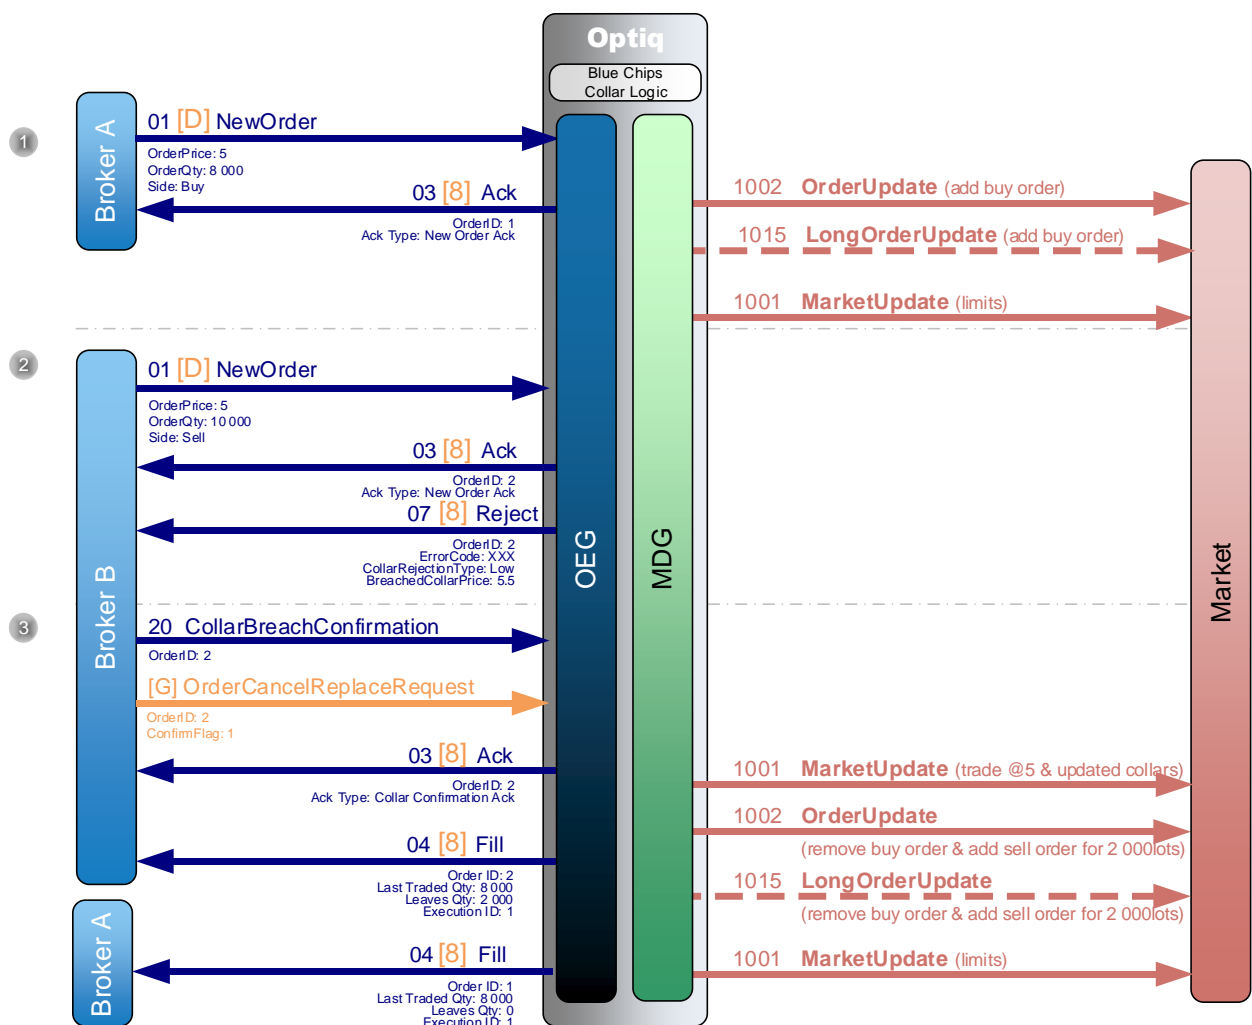 Optiq
Blue Chips
Collar Logic
1
Broker A
01 [D] NewOrder
OrderPrice: 5
OrderQty: 8 000
Side: Buy
03 [8] Ack
OrderID: 1
Ack Type: New Order Ack
1002 OrderUpdate (add buy order)
1015 LongOrderUpdate (add buy order)
1001 MarketUpdate (limits)
2
Broker B
01 [D] NewOrder
OrderPrice: 5
OrderQty: 10 000
Side: Sell
03 [8] Ack
OrderID: 2
Ack Type: New Order Ack
07 [8] Reject
OrderID: 2
ErrorCode: XXX
CollarRejectionType: Low
BreachedCollarPrice: 5.5
OEG
MDG
Market
3
20 CollarBreachConfirmation
OrderID: 2
[G] OrderCancelReplaceRequest
OrderID: 2
ConfirmFlag: 1
03 [8] Ack
OrderID: 2
Ack Type: Collar Confirmation Ack
1001 MarketUpdate (trade @5 & updated collars)
1002 OrderUpdate
(remove buy order & add sell order for 2 000lots)
04 [8] Fill
Order ID: 2
Last Traded Qty: 8 000
Leaves Qty: 2 000
Execution ID: 1
1015 LongOrderUpdate
(remove buy order & add sell order for 2 000lots)
Broker A
04 [8] Fill
Order ID: 1
Last Traded Qty: 8 000
Leaves Qty: 0
Execution ID: 1
1001 MarketUpdate (limits)